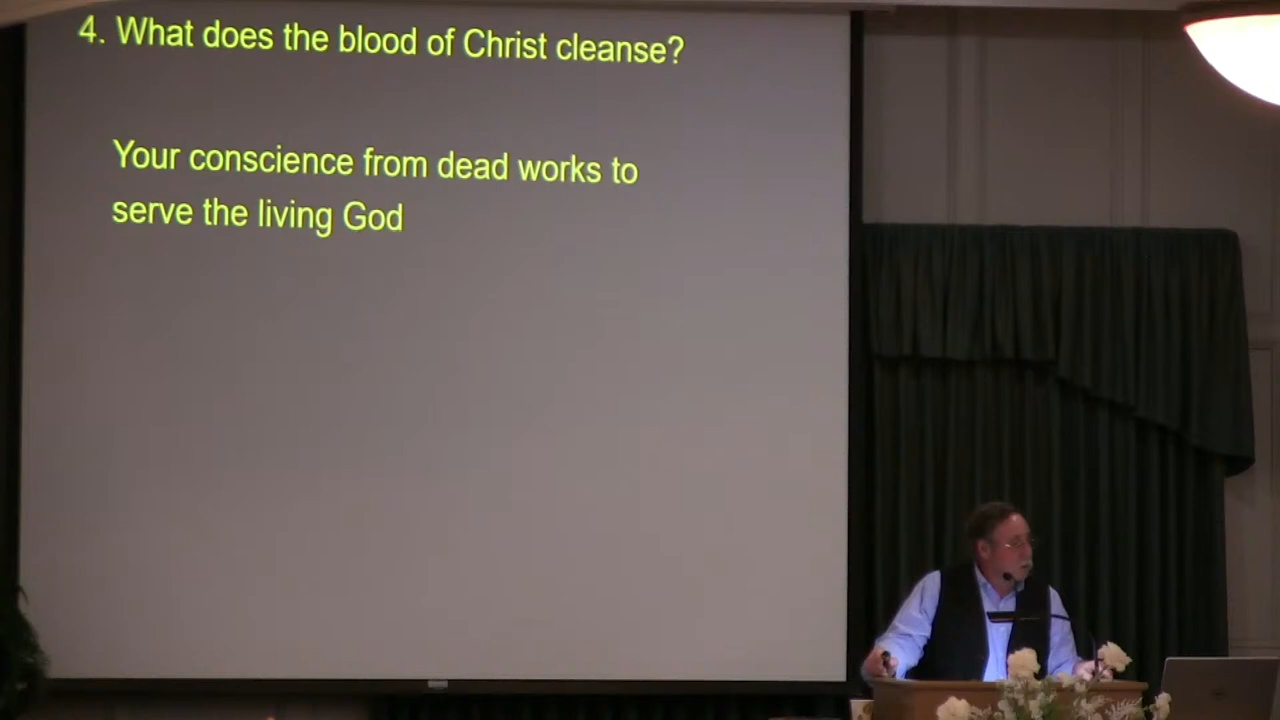 4. What does the blood of Christ cleanse?
Your conscience from dead works to
serve the living God